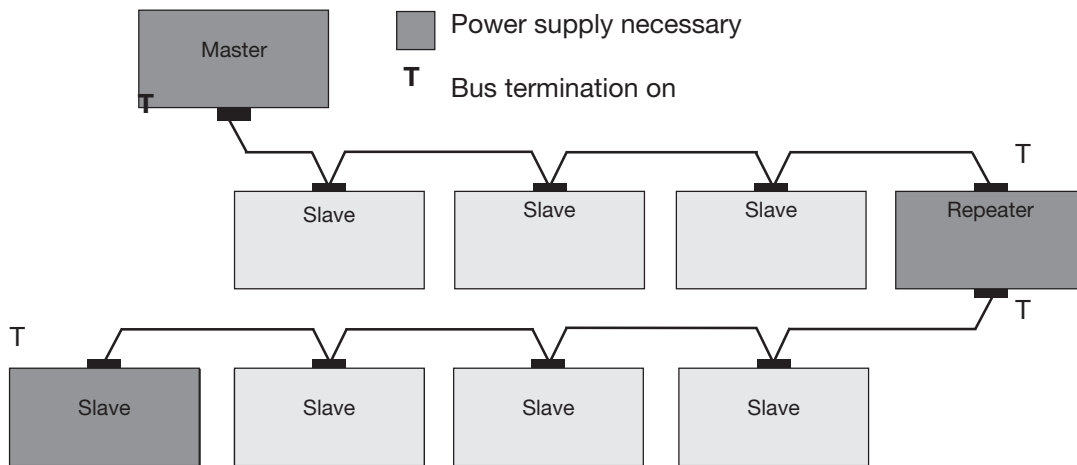 Master
Power supply necessary
T
Bus termination on
T
T
Slave
Slave
Slave
Repeater
T
T
Slave
Slave
Slave
Slave